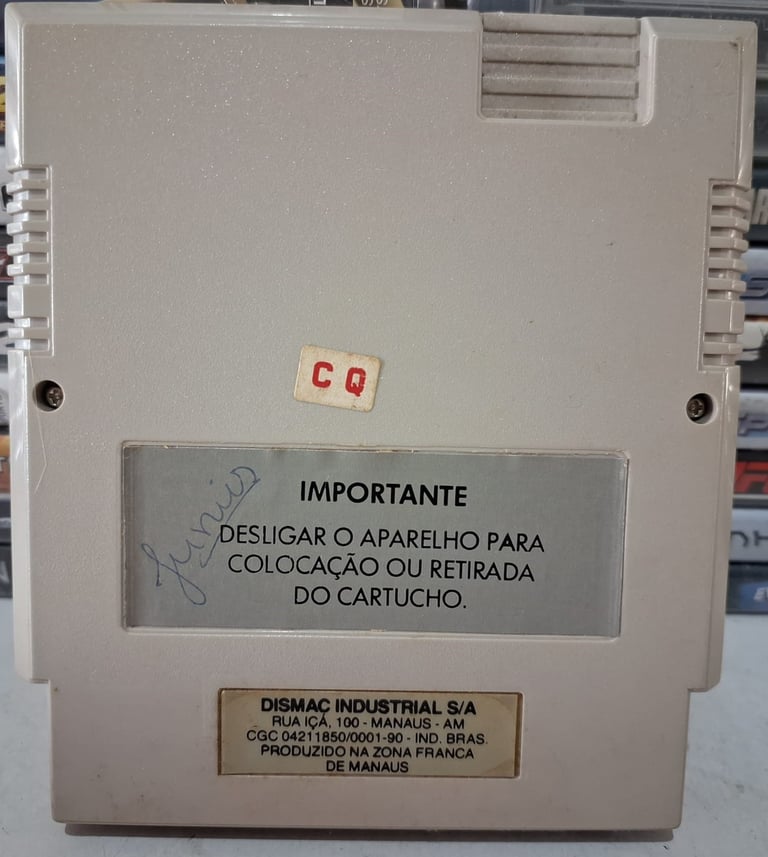 C Q
Junior
IMPORTANTE
DESLIGAR O APARELHO PARA
COLOCAÇÃO OU RETIRADA
DO CARTUCHO.
DISMAC INDUSTRIAL S/A
RUA IÇÁ, 100 - MANAUS - AM
CGC 04211850/0001-90 - IND. BRAS.
PRODUZIDO NA ZONA FRANCA
DE MANAUS